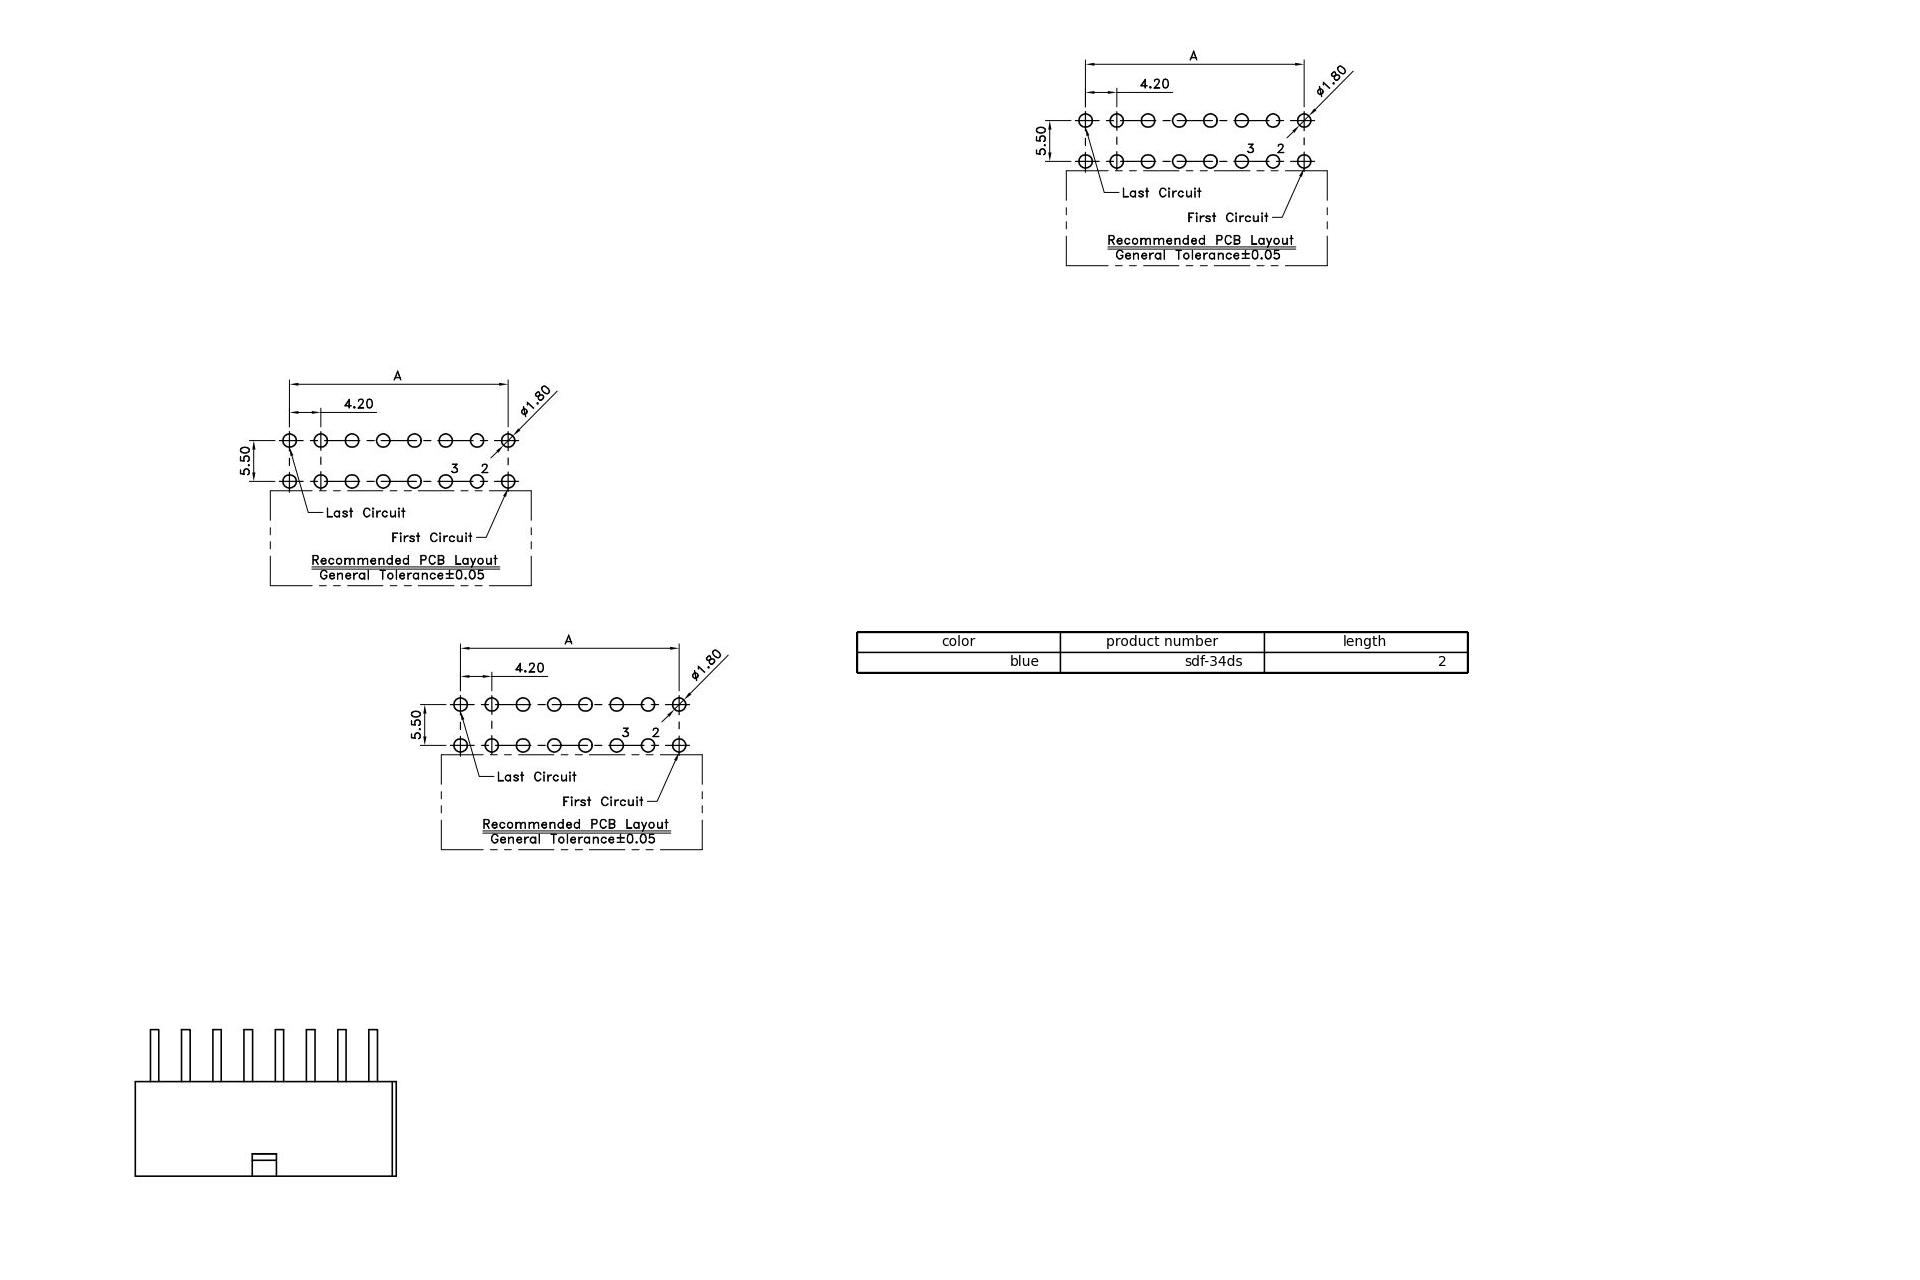 A
4.20
ø1.80
5.50
3 2
Last Circuit
First Circuit
Recommended PCB Layout
General Tolerance±0.05
A
4.20
ø1.80
5.50
3 2
Last Circuit
First Circuit
Recommended PCB Layout
General Tolerance±0.05
color product number length
blue sdf-34ds 2
A
4.20
ø1.80
5.50
3 2
Last Circuit
First Circuit
Recommended PCB Layout
General Tolerance±0.05